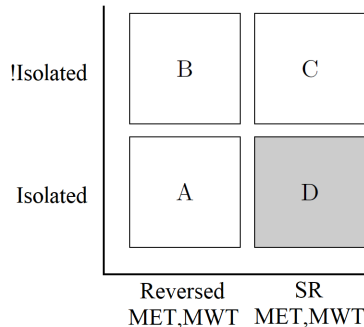 !Isolated
B
C
Isolated
A
D
Reversed
MET,MWT
SR
MET,MWT